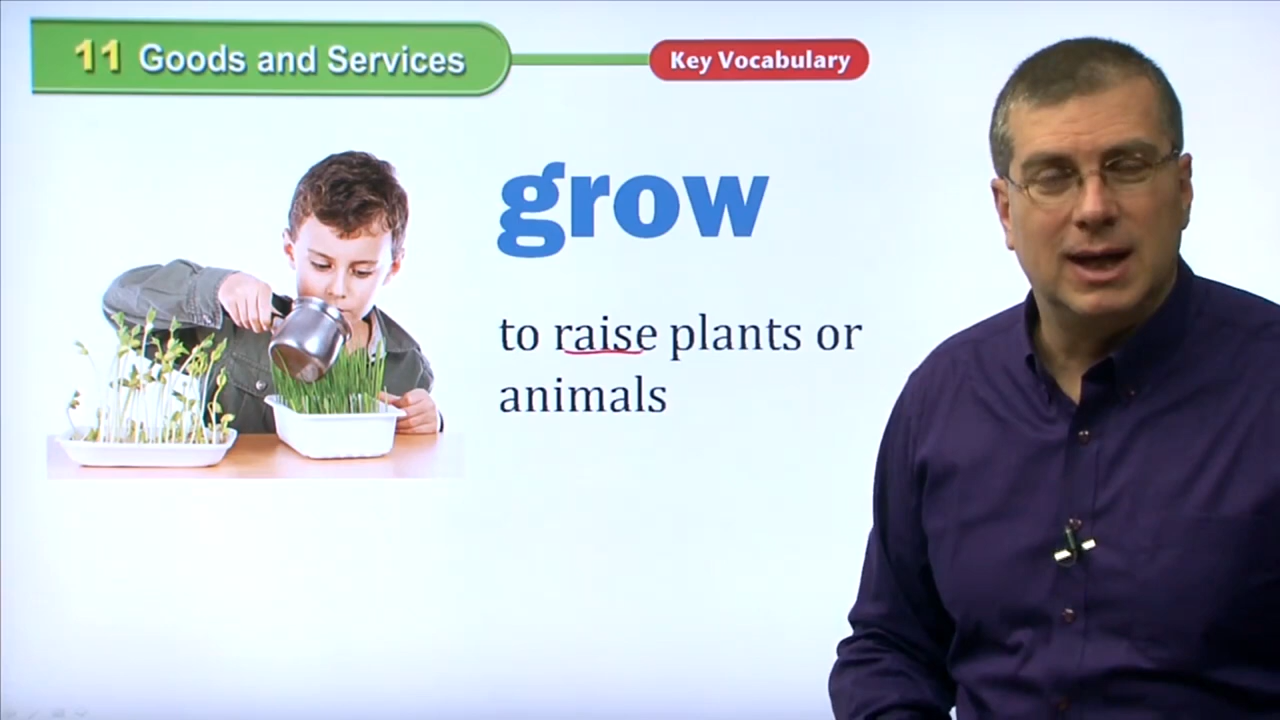 11 Goods and Services
Key Vocabulary
grow
to raise plants or
animals